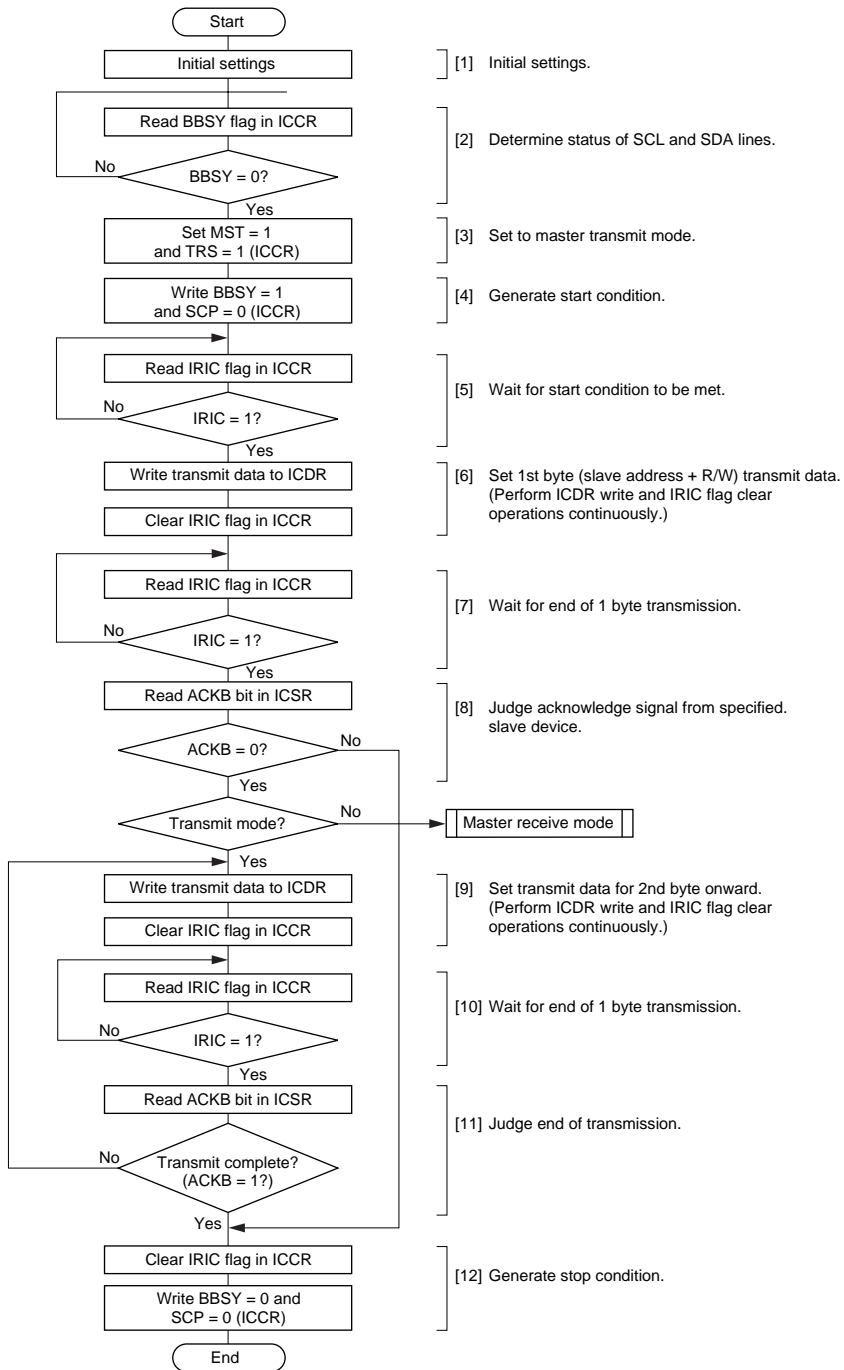 Start
Initial settings
[1] Initial settings.
Read BBSY flag in ICCR
[2] Determine status of SCL and SDA lines.
No
BBSY = 0?
Yes
Set MST = 1
and TRS = 1 (ICCR)
[3] Set to master transmit mode.
Write BBSY = 1
and SCP = 0 (ICCR)
[4] Generate start condition.
Read IRIC flag in ICCR
[5] Wait for start condition to be met.
No
IRIC = 1?
Yes
Write transmit data to ICDR
[6] Set 1st byte (slave address + R/W) transmit data.
(Perform ICDR write and IRIC flag clear
operations continuously.)
Clear IRIC flag in ICCR
Read IRIC flag in ICCR
[7] Wait for end of 1 byte transmission.
No
IRIC = 1?
Yes
Read ACKB bit in ICSR
[8] Judge acknowledge signal from specified.
slave device.
ACKB = 0?
No
Yes
Transmit mode?
No
Master receive mode
Yes
Write transmit data to ICDR
[9] Set transmit data for 2nd byte onward.
(Perform ICDR write and IRIC flag clear
operations continuously.)
Clear IRIC flag in ICCR
Read IRIC flag in ICCR
[10] Wait for end of 1 byte transmission.
No
IRIC = 1?
Yes
Read ACKB bit in ICSR
[11] Judge end of transmission.
No
Transmit complete?
(ACKB = 1?)
Yes
Clear IRIC flag in ICCR
[12] Generate stop condition.
Write BBSY = 0 and
SCP = 0 (ICCR)
End